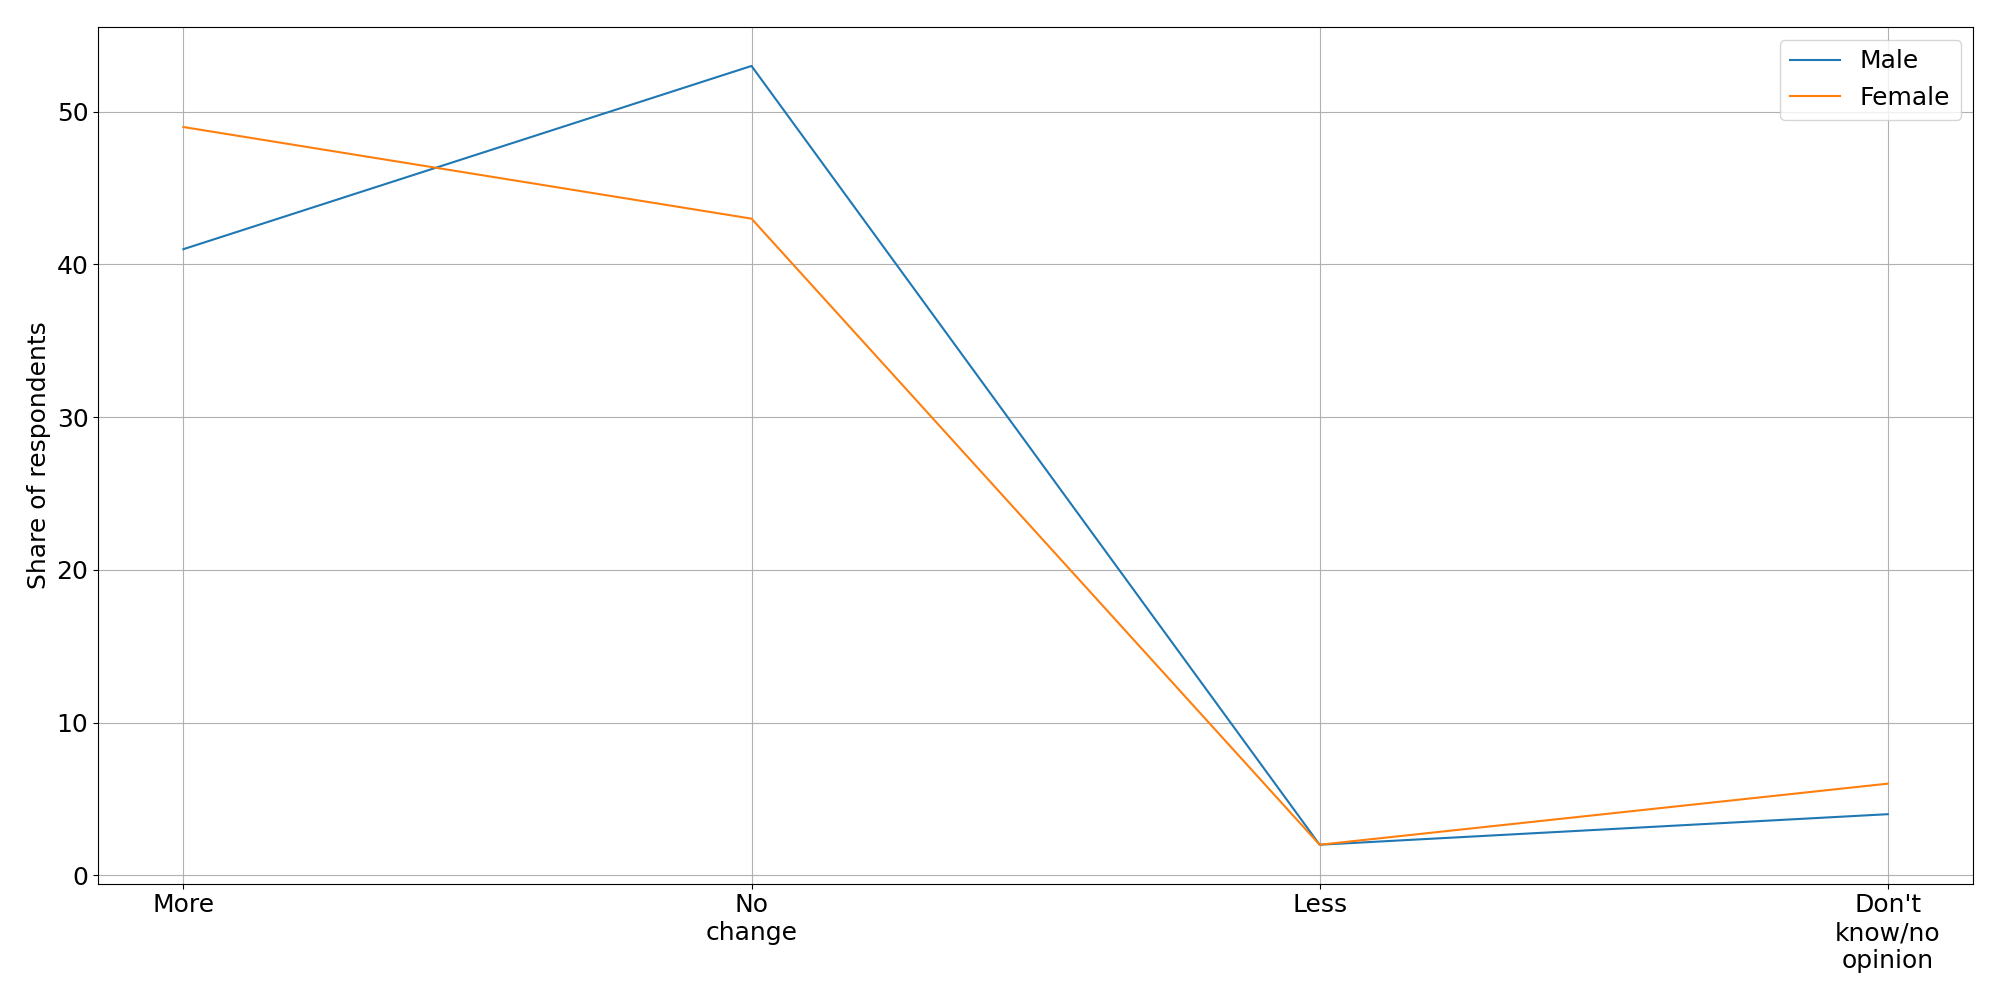 Male
Female
Share of respondents
50
40
30
20
10
0
More
No
change
Less
Don't
know/no
opinion